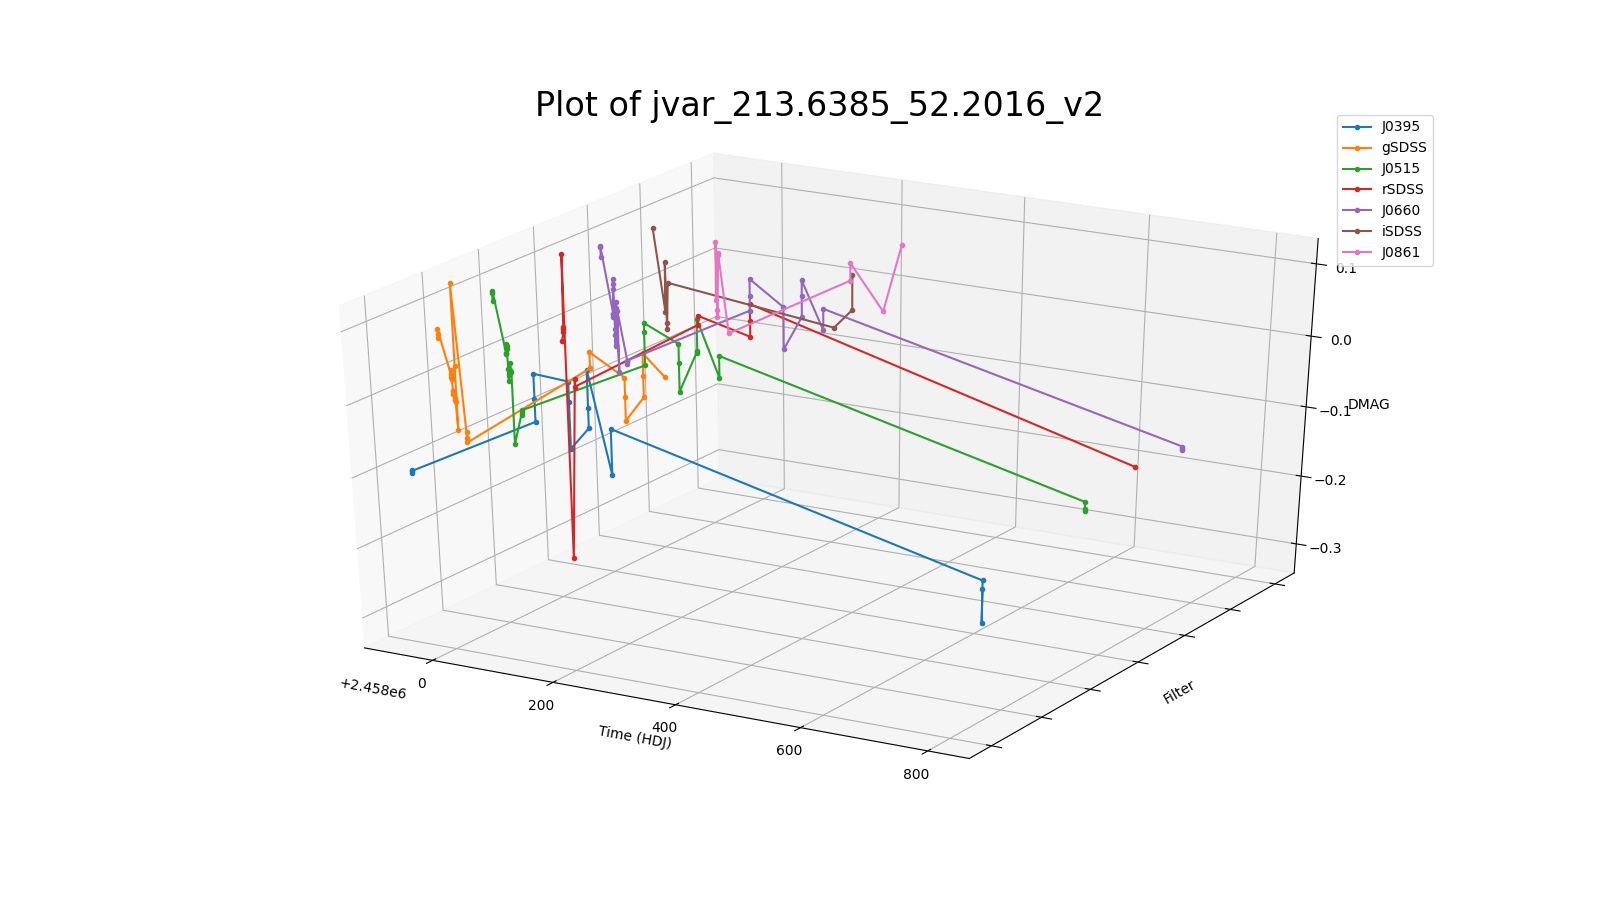 Plot of jvar_213.6385_52.2016_v2
J0395
gSDSS
J0515
rSDSS
J0660
iSDSS
J0861
0.1
0.0
−0.1
DMAG
−0.2
−0.3
+2.458e6
0
200
400
600
800
Time (HDJ)
Filter